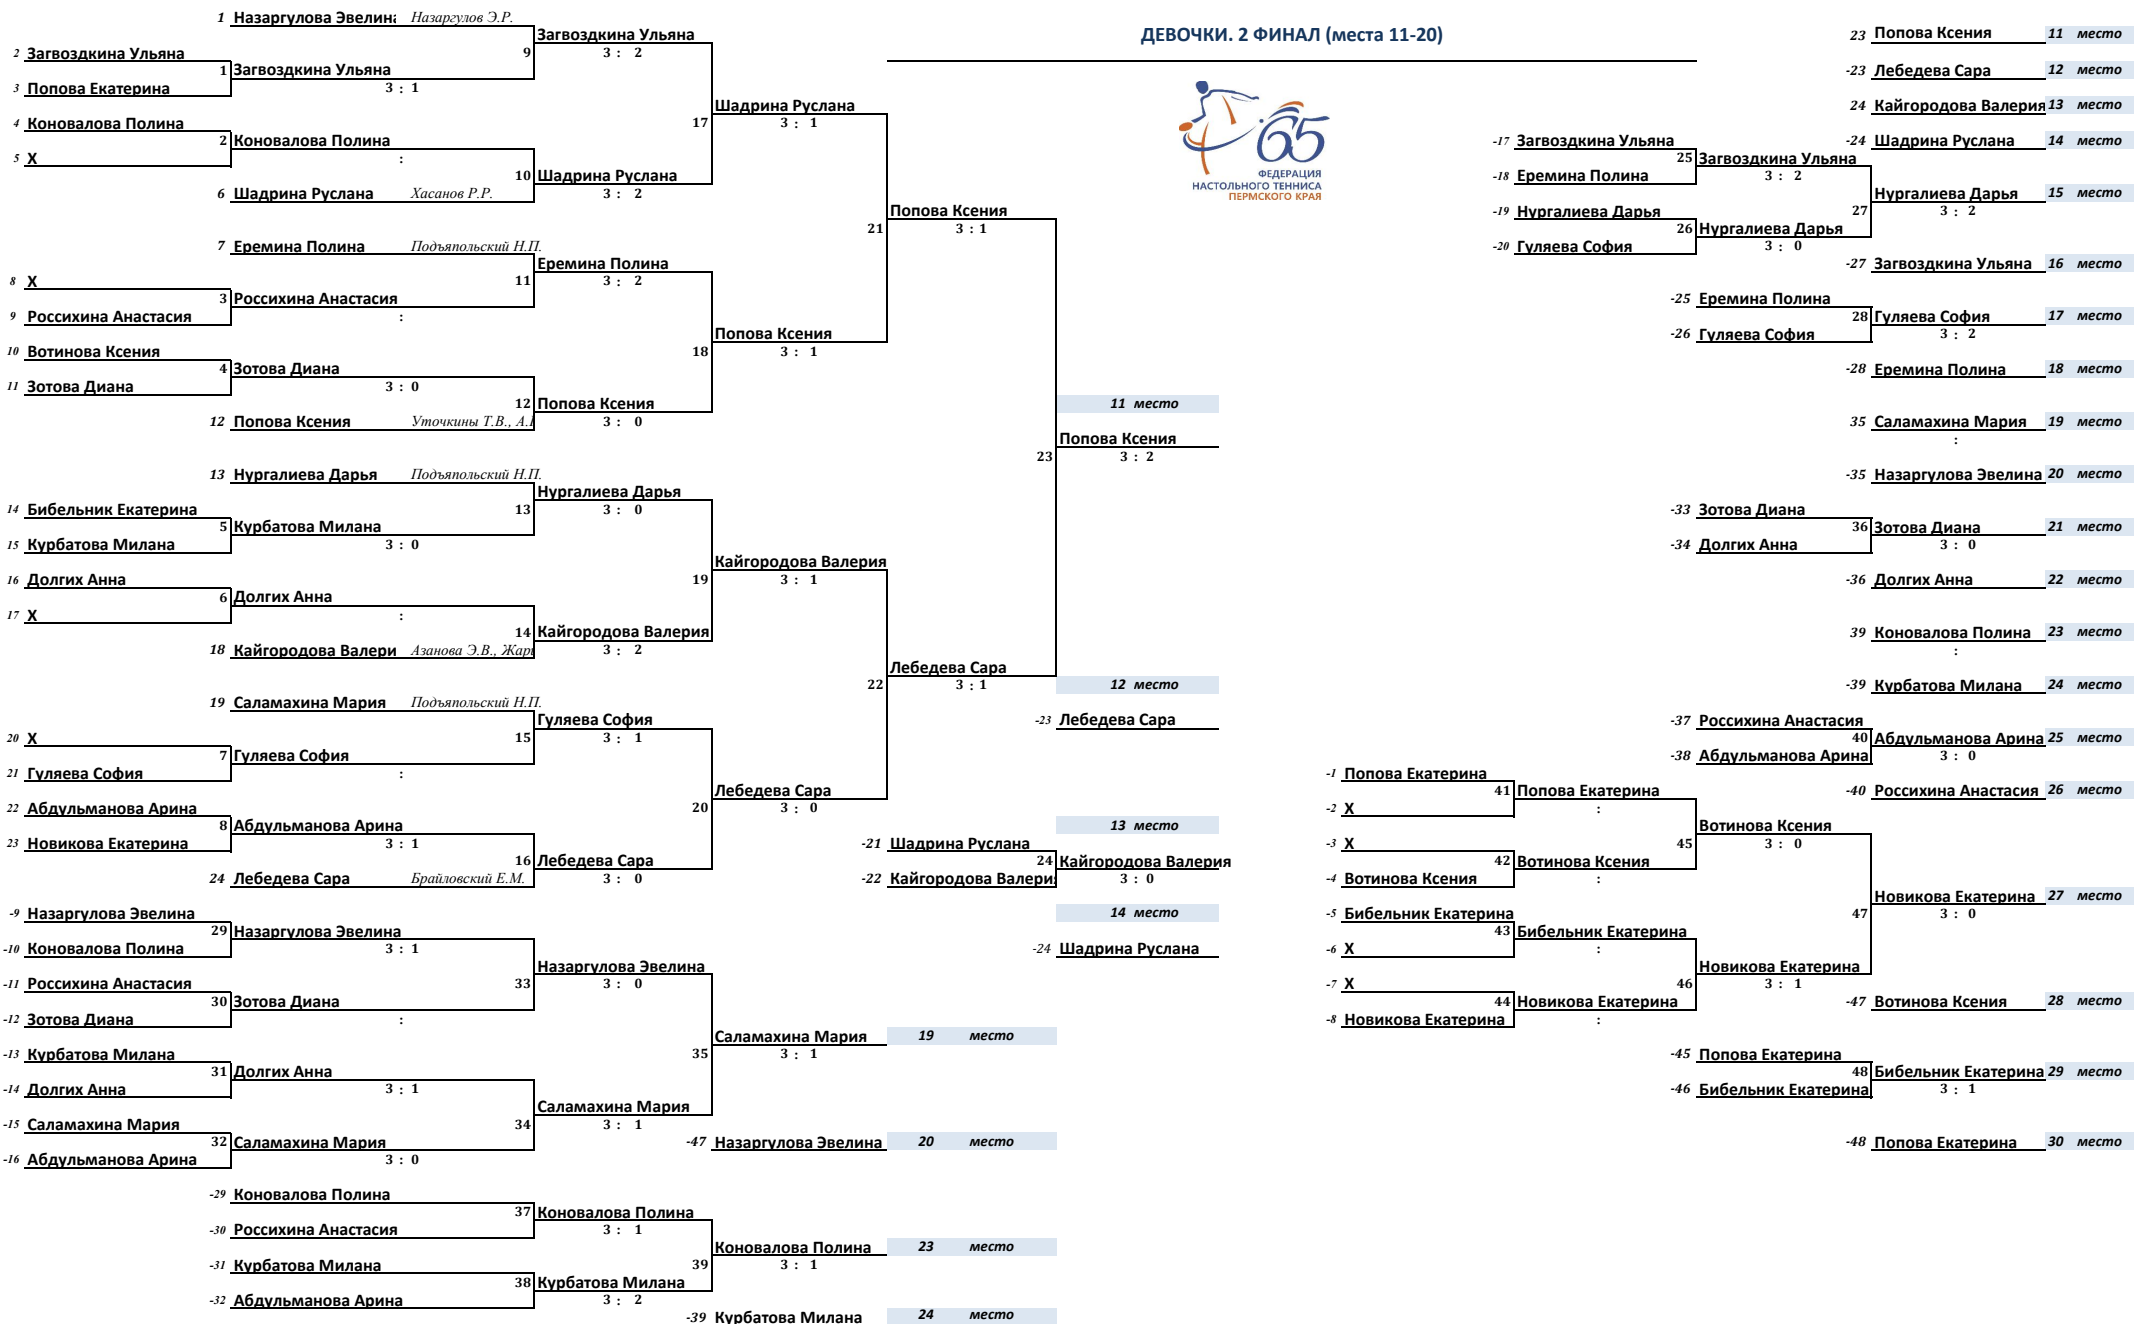 ДЕВОЧКИ. 2 ФИНАЛ (места 11-20)
ФЕДЕРАЦИЯ
НАСТОЛЬНОГО ТЕННИСА
ПЕРМСКОГО КРАЯ
65
1 Назаргулова Эвелина Назаргулов Э.Р.
2 Загвоздкина Ульяна
1 Загвоздкина Ульяна
3 : 1
3 Попова Екатерина
9 Загвоздкина Ульяна
3 : 2
4 Коновалова Полина
2 Коновалова Полина
:
5 Х
6 Шадрина Руслана Хасанов Р.Р.
10 Шадрина Руслана
3 : 2
17 Шадрина Руслана
3 : 1
7 Еремина Полина Подъяпольский Н.П.
8 Х
3 Россихина Анастасия
:
9 Россихина Анастасия
11 Еремина Полина
3 : 2
10 Вотинова Ксения
4 Зотова Диана
3 : 0
11 Зотова Диана
12 Попова Ксения Уточкины Т.В., А.
12 Попова Ксения
3 : 0
18 Попова Ксения
3 : 1
21 Попова Ксения
3 : 1
13 Нургалиева Дарья Подъяпольский Н.П.
14 Бибельник Екатерина
5 Курбатова Милана
3 : 0
15 Курбатова Милана
13 Нургалиева Дарья
3 : 0
16 Долгих Анна
6 Долгих Анна
:
17 Х
18 Кайгородова Валери Азанова Э.В., Жар
14 Кайгородова Валерия
3 : 2
19 Кайгородова Валерия
3 : 1
19 Саламахина Мария Подъяпольский Н.П.
20 Х
7 Гуляева София
:
21 Гуляева София
15 Гуляева София
3 : 1
22 Абдульманова Арина
8 Абдульманова Арина
3 : 1
23 Новикова Екатерина
24 Лебедева Сара Брайловский Е.М.
16 Лебедева Сара
3 : 0
20 Лебедева Сара
3 : 0
22 Лебедева Сара
3 : 1
11 место
23 Попова Ксения
3 : 2
12 место
-23 Лебедева Сара
13 место
-21 Шадрина Руслана
24 Кайгородова Валерия
3 : 0
-22 Кайгородова Валерия
14 место
-24 Шадрина Руслана
-9 Назаргулова Эвелина
29 Назаргулова Эвелина
3 : 1
-10 Коновалова Полина
-11 Россихина Анастасия
30 Зотова Диана
:
-12 Зотова Диана
33 Назаргулова Эвелина
3 : 0
-13 Курбатова Милана
31 Долгих Анна
3 : 1
-14 Долгих Анна
-15 Саламахина Мария
32 Саламахина Мария
3 : 0
-16 Абдульманова Арина
34 Саламахина Мария
3 : 1
35 Саламахина Мария 19 место
3 : 1
-47 Назаргулова Эвелина 20 место
-29 Коновалова Полина
37 Коновалова Полина
3 : 1
-30 Россихина Анастасия
-31 Курбатова Милана
38 Курбатова Милана
3 : 2
-32 Абдульманова Арина
39 Коновалова Полина 23 место
3 : 1
-39 Курбатова Милана 24 место
23 Попова Ксения 11 место
-23 Лебедева Сара 12 место
24 Кайгородова Валерия 13 место
-24 Шадрина Руслана 14 место
-17 Загвоздкина Ульяна
25 Загвоздкина Ульяна
3 : 2
-18 Еремина Полина
-19 Нургалиева Дарья
26 Нургалиева Дарья
3 : 0
-20 Гуляева София
27 Нургалиева Дарья 15 место
3 : 2
-27 Загвоздкина Ульяна 16 место
-25 Еремина Полина
28 Гуляева София 17 место
3 : 2
-26 Гуляева София
-28 Еремина Полина 18 место
35 Саламахина Мария 19 место
:
-35 Назаргулова Эвелина 20 место
-33 Зотова Диана
36 Зотова Диана 21 место
3 : 0
-34 Долгих Анна
-36 Долгих Анна 22 место
39 Коновалова Полина 23 место
:
-39 Курбатова Милана 24 место
-37 Россихина Анастасия
40 Абдульманова Арина 25 место
3 : 0
-38 Абдульманова Арина
-40 Россихина Анастасия 26 место
-1 Попова Екатерина
41 Попова Екатерина
:
-2 Х
-3 Х
42 Вотинова Ксения
:
-4 Вотинова Ксения
45 Вотинова Ксения
3 : 0
-5 Бибельник Екатерина
43 Бибельник Екатерина
:
-6 Х
-7 Х
44 Новикова Екатерина
:
-8 Новикова Екатерина
46 Новикова Екатерина
3 : 1
47 Новикова Екатерина 27 место
3 : 0
-47 Вотинова Ксения 28 место
-45 Попова Екатерина
48 Бибельник Екатерина 29 место
3 : 1
-46 Бибельник Екатерина
-48 Попова Екатерина 30 место